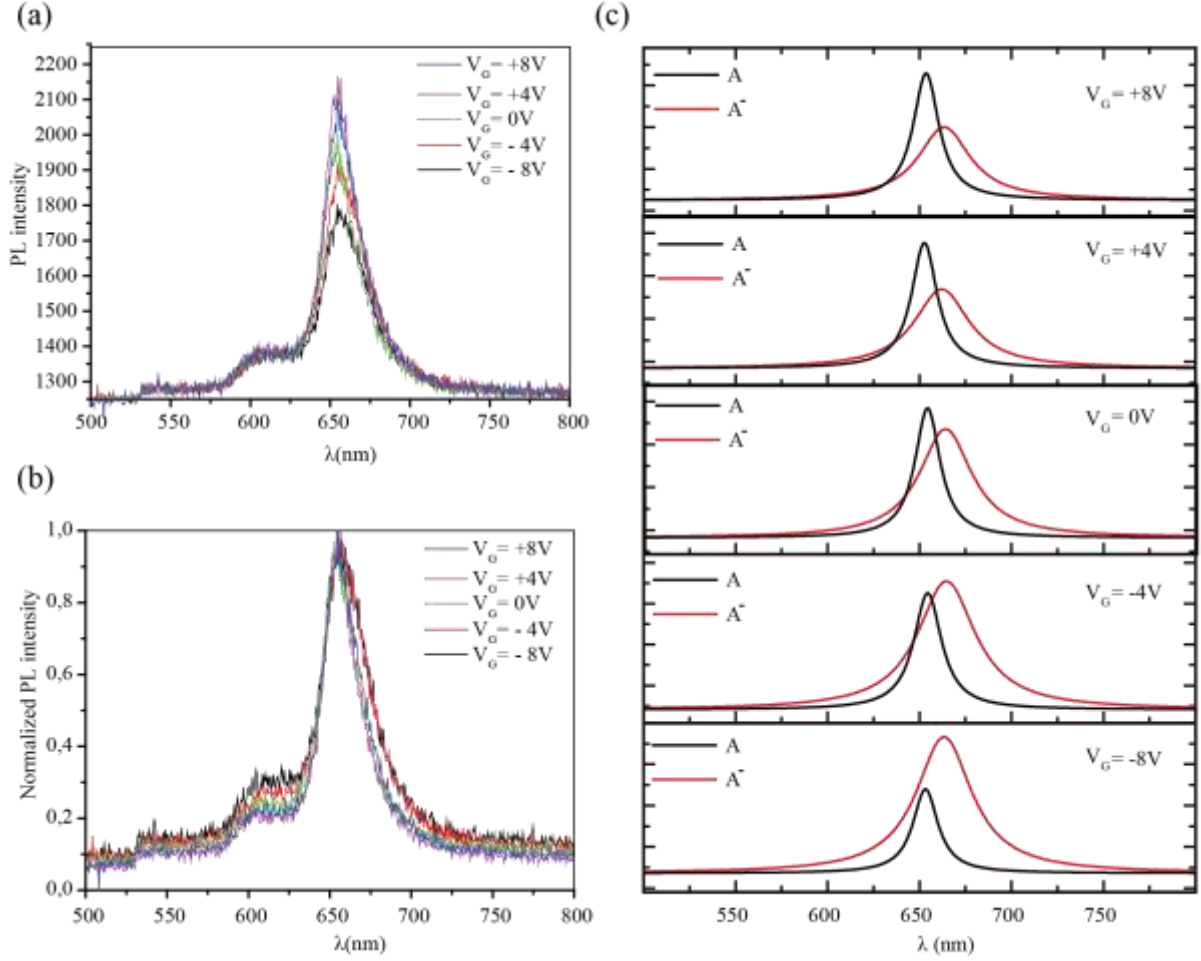 (a)
2200
2100
2000
1900
1800
1700
1600
1500
1400
1300
PL intensity
V_G= +8V
V_G= +4V
V_G= 0V
V_G= - 4V
V_G= - 8V
500 550 600 650 700 750 800
λ(nm)
(b)
1,0
0,8
0,6
0,4
0,2
0,0
Normalized PL intensity
V_G= +8V
V_G= +4V
V_G= 0V
V_G= - 4V
V_G= - 8V
500 550 600 650 700 750 800
λ(nm)
(c)
A
A⁻
V_G= +8V
A
A⁻
V_G= +4V
A
A⁻
V_G= 0V
A
A⁻
V_G= -4V
A
A⁻
V_G= -8V
550 600 650 700 750
λ (nm)